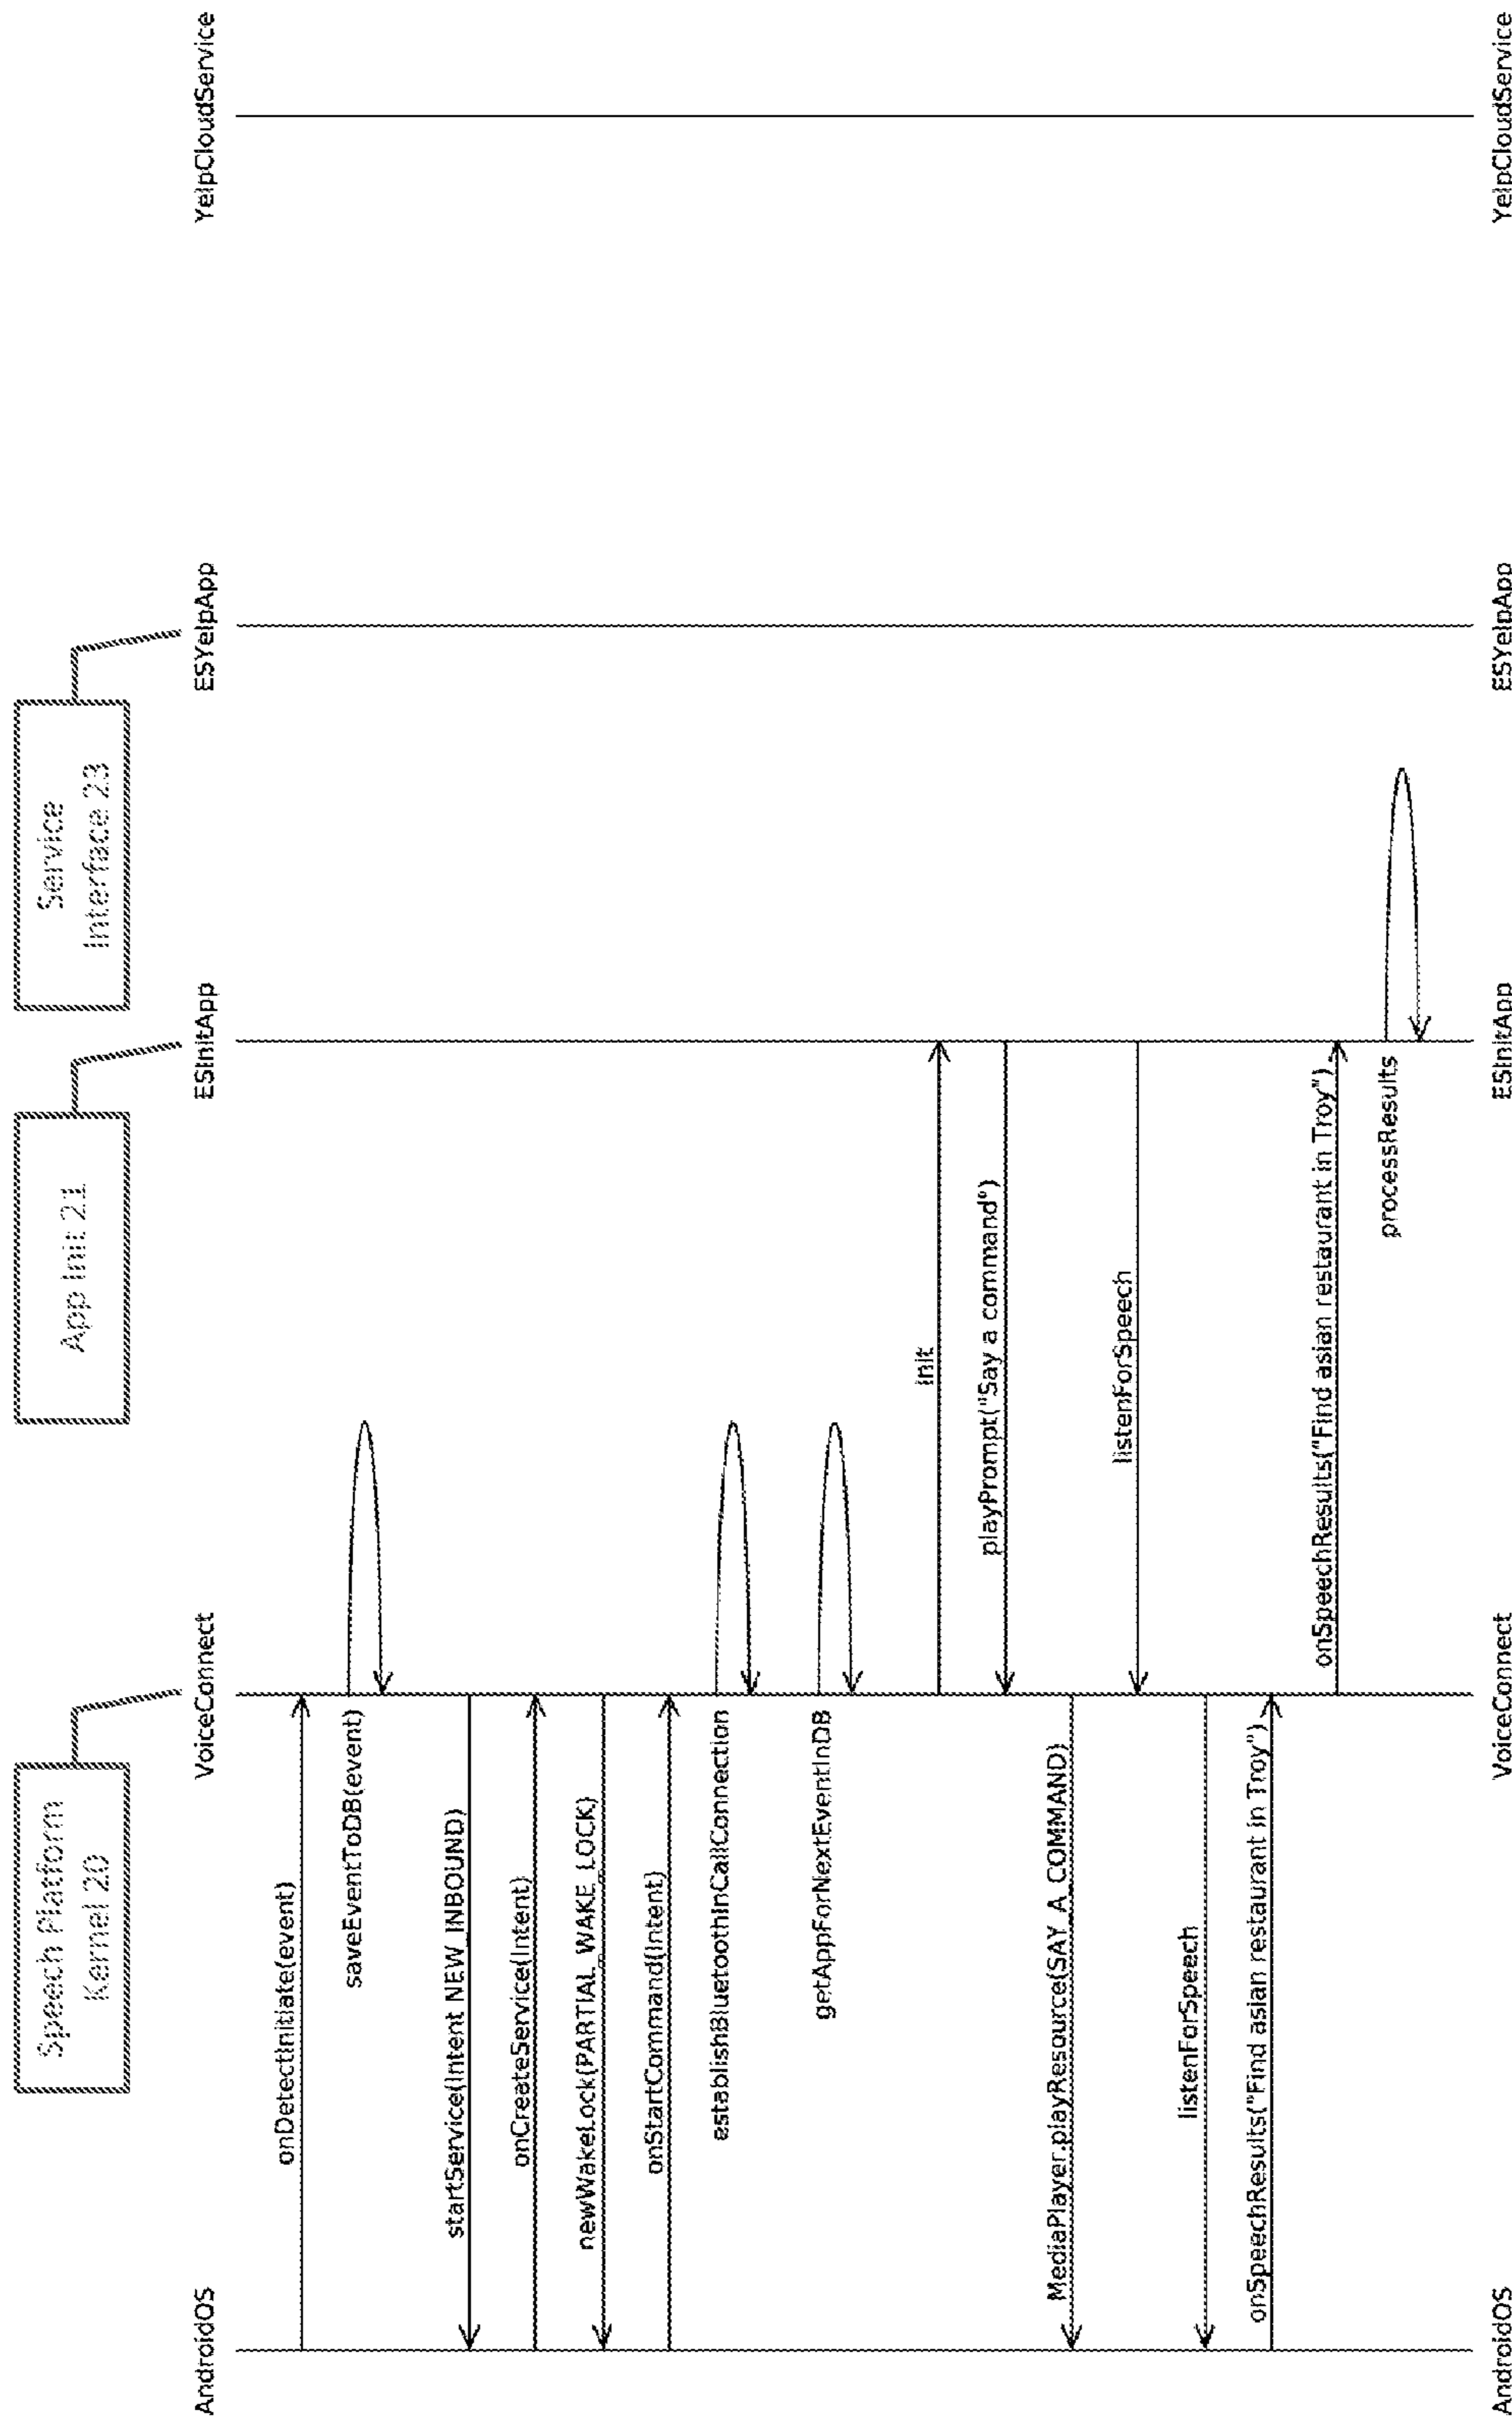 Speech Platform
Kernel 20
App Init 21
Service
Interface 23
AndroidOS
VoiceConnect
ESInitApp
ESYelpApp
YelpCloudService
onDetectInitiate(event)
saveEventToDB(event)
startService(Intent NEW_INBOUND)
onCreateService(Intent)
newWakeLock(PARTIAL_WAKE_LOCK)
onStartCommand(Intent)
establishBluetoothInCallConnection
getAppForNextEventInDB
init
playPrompt("Say a command")
MediaPlayer.playResource(SAY_A_COMMAND)
listenForSpeech
listenForSpeech
onSpeechResults("Find asian restaurant in Troy")
onSpeechResults("Find asian restaurant in Troy")
processResults
AndroidOS
VoiceConnect
ESInitApp
ESYelpApp
YelpCloudService